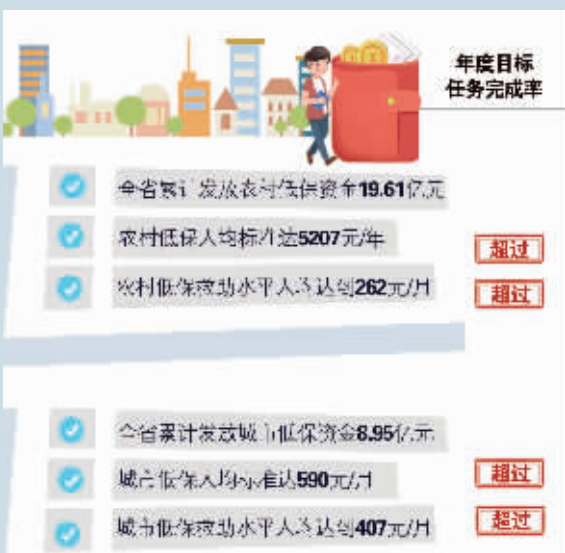 年度目标
任务完成率
全省累计发放农村低保资金19.61亿元
农村低保人均标准达5207元/年
超过
农村低保救助水平人均达到262元/月
超过
全省累计发放城市低保资金8.95亿元
城市低保人均标准达590元/月
超过
城市低保救助水平人均达到407元/月
超过